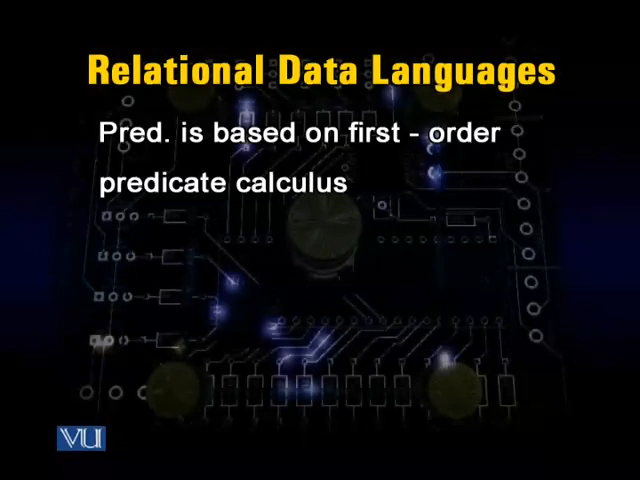 Relational Data Languages
Pred. is based on first - order
predicate calculus
VU